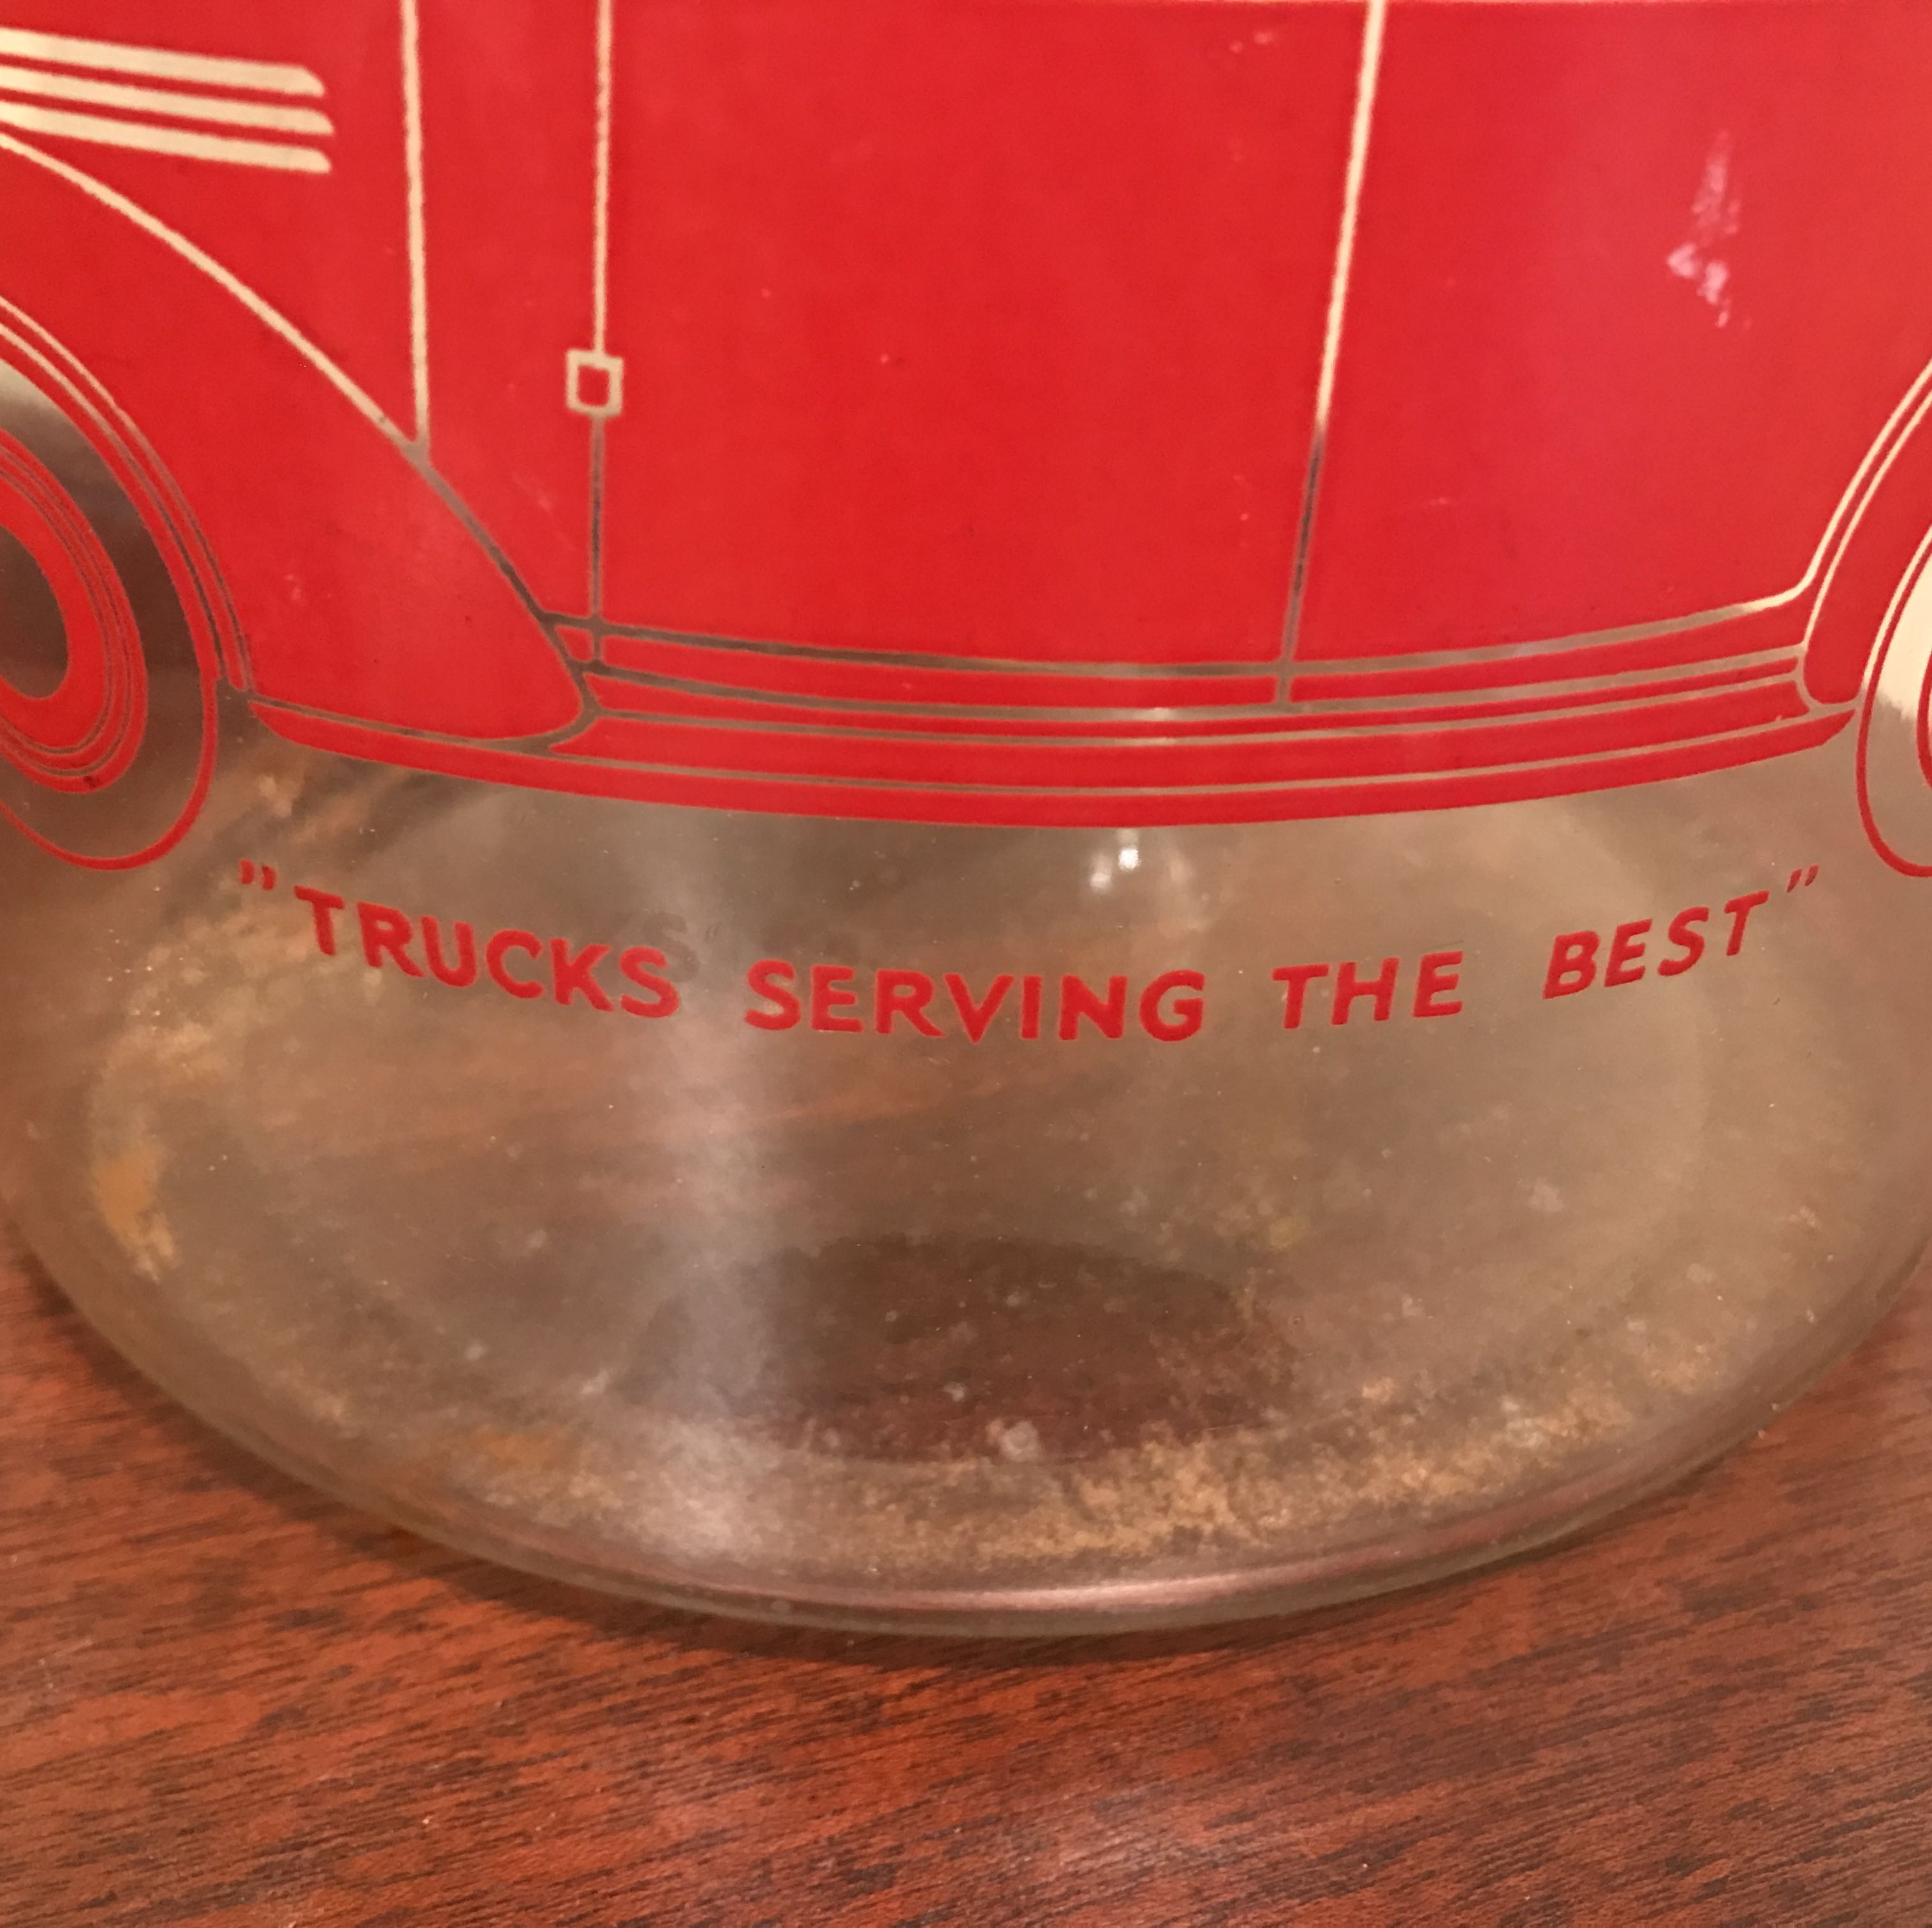 "TRUCKS SERVING THE BEST"